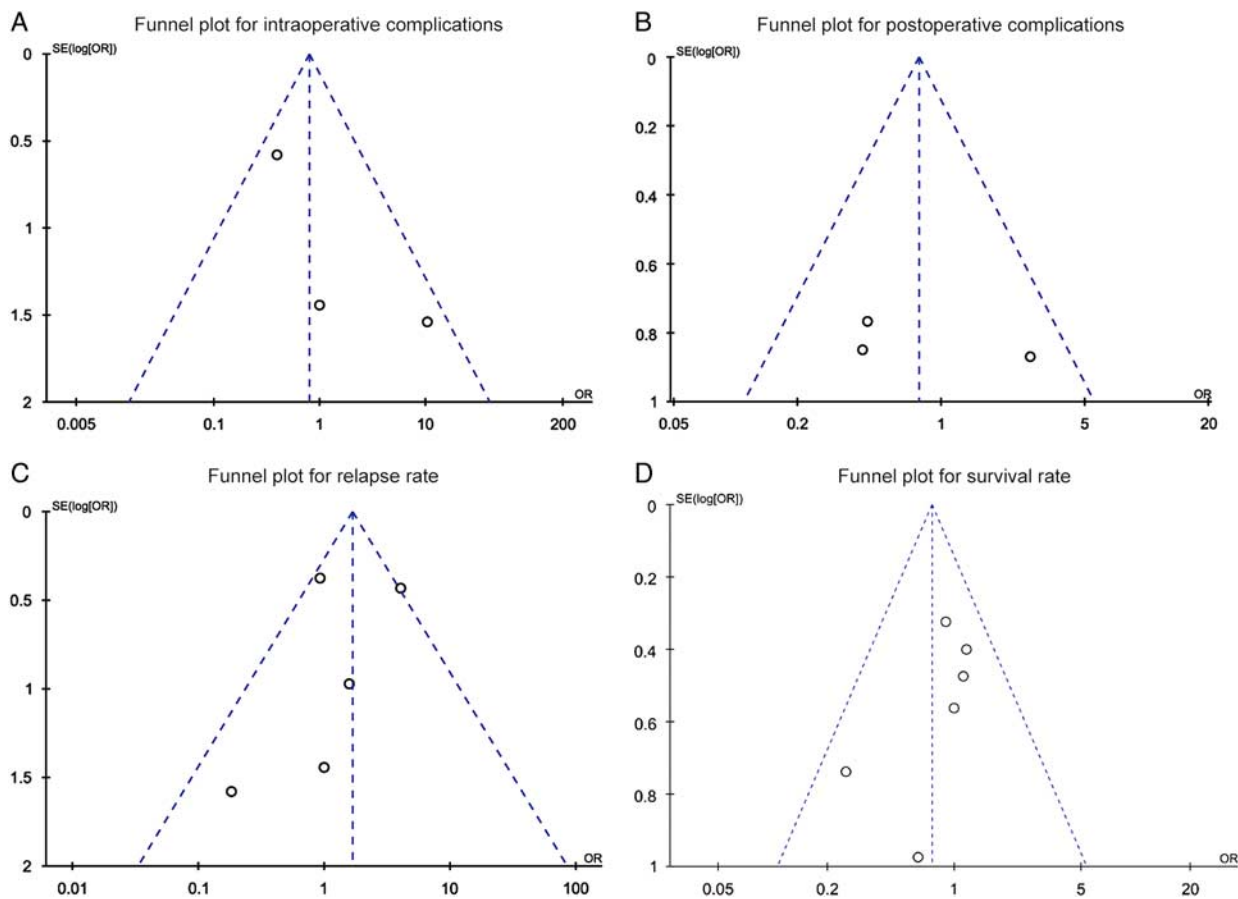 A
Funnel plot for intraoperative complications
SE(log[OR])
0
0.5
1
1.5
2
OR
0.005 0.1 1 10 200
B
Funnel plot for postoperative complications
SE(log[OR])
0
0.2
0.4
0.6
0.8
1
OR
0.05 0.2 1 5 20
C
Funnel plot for relapse rate
SE(log[OR])
0
0.5
1
1.5
2
OR
0.01 0.1 1 10 100
D
Funnel plot for survival rate
SE(log[OR])
0
0.2
0.4
0.6
0.8
1
OR
0.05 0.2 1 5 20